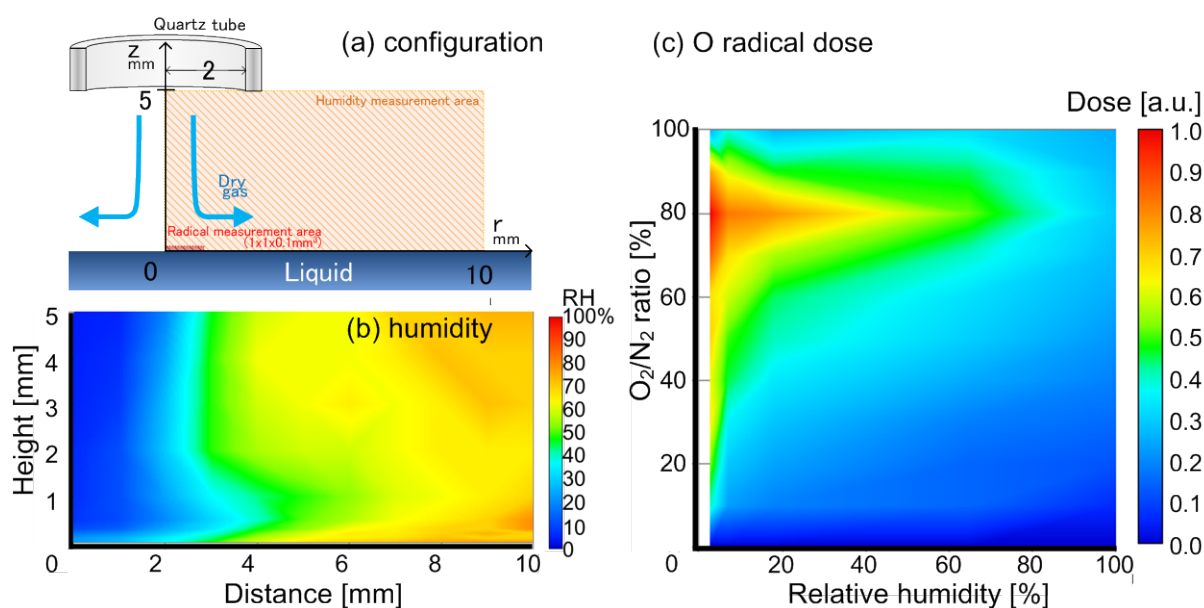 Quartz tube
(a) configuration
z
mm
2
5
Humidity measurement area
Dry
gas
Radical measurement area
(1x1x0.1mm³)
r
mm
0
Liquid
10
(b) humidity
RH
100%
90
80
70
60
50
40
30
20
10
0
Height [mm]
5
4
3
2
1
0
2
4
6
8
10
Distance [mm]
(c) O radical dose
Dose [a.u.]
1.0
0.9
0.8
0.7
0.6
0.5
0.4
0.3
0.2
0.1
0.0
O₂/N₂ ratio [%]
100
80
60
40
20
0
20
40
60
80
100
Relative humidity [%]